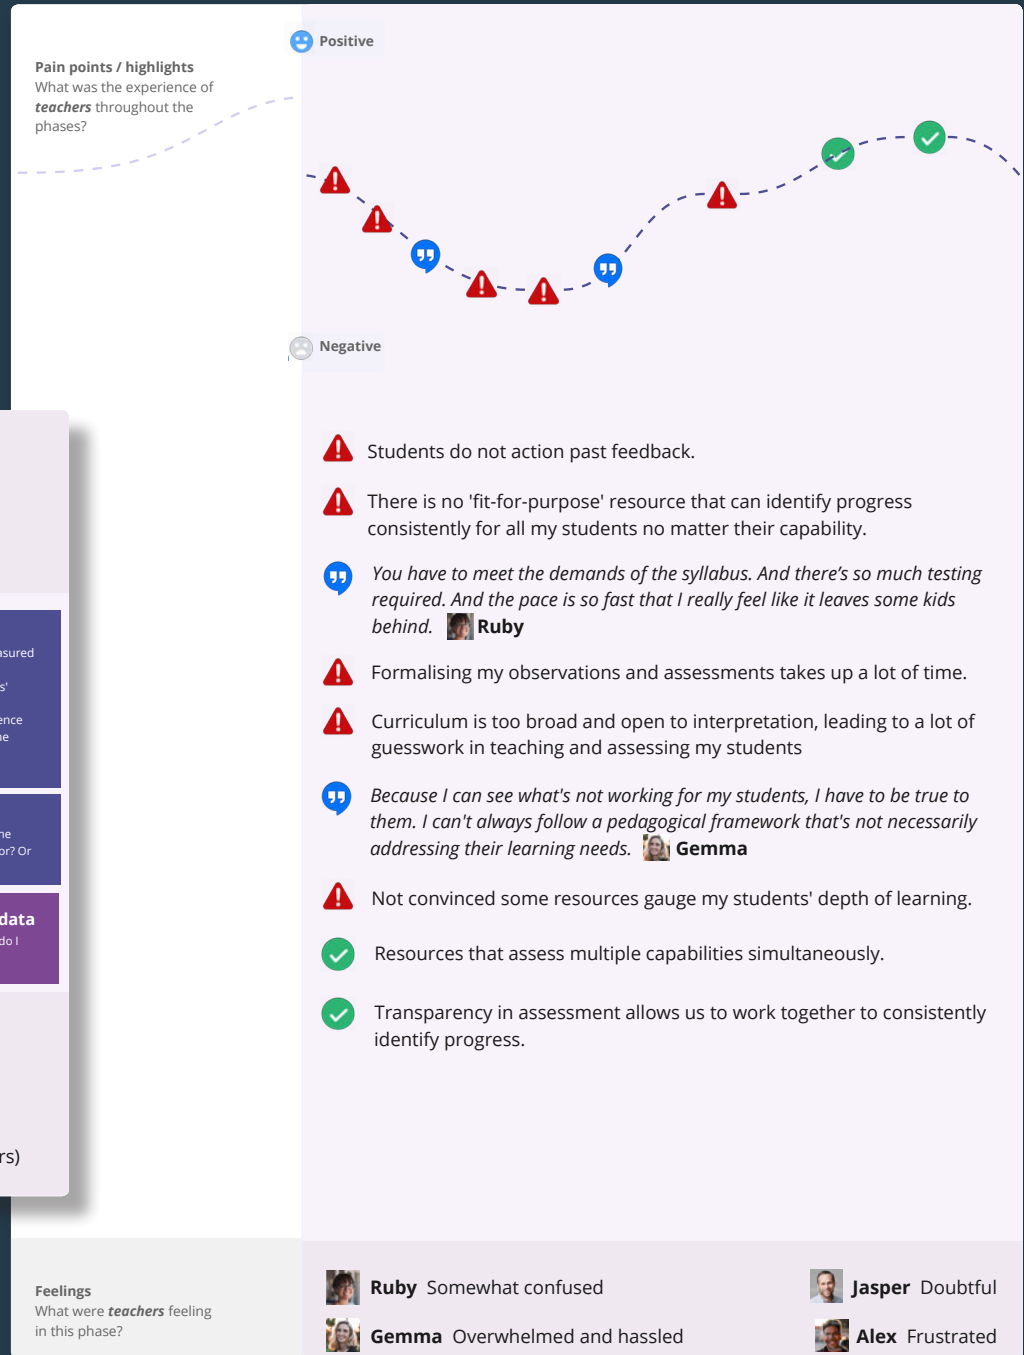 Positive
Pain points / highlights
What was the experience of
teachers throughout the
phases?
Negative
Students do not action past feedback.
There is no 'fit-for-purpose' resource that can identify progress
consistently for all my students no matter their capability.
You have to meet the demands of the syllabus. And there's so much testing
required. And the pace is so fast that I really feel like it leaves some kids
behind. Ruby
Formalising my observations and assessments takes up a lot of time.
Curriculum is too broad and open to interpretation, leading to a lot of
guesswork in teaching and assessing my students
Because I can see what's not working for my students, I have to be true to
them. I can't always follow a pedagogical framework that's not necessarily
addressing their learning needs. Gemma
Not convinced some resources gauge my students' depth of learning.
Resources that assess multiple capabilities simultaneously.
Transparency in assessment allows us to work together to consistently
identify progress.
asured
s'
ence
ne
ne
or? Or
data
do I
rs)
Feelings
What were teachers feeling
in this phase?
Ruby Somewhat confused
Jasper Doubtful
Gemma Overwhelmed and hassled
Alex Frustrated